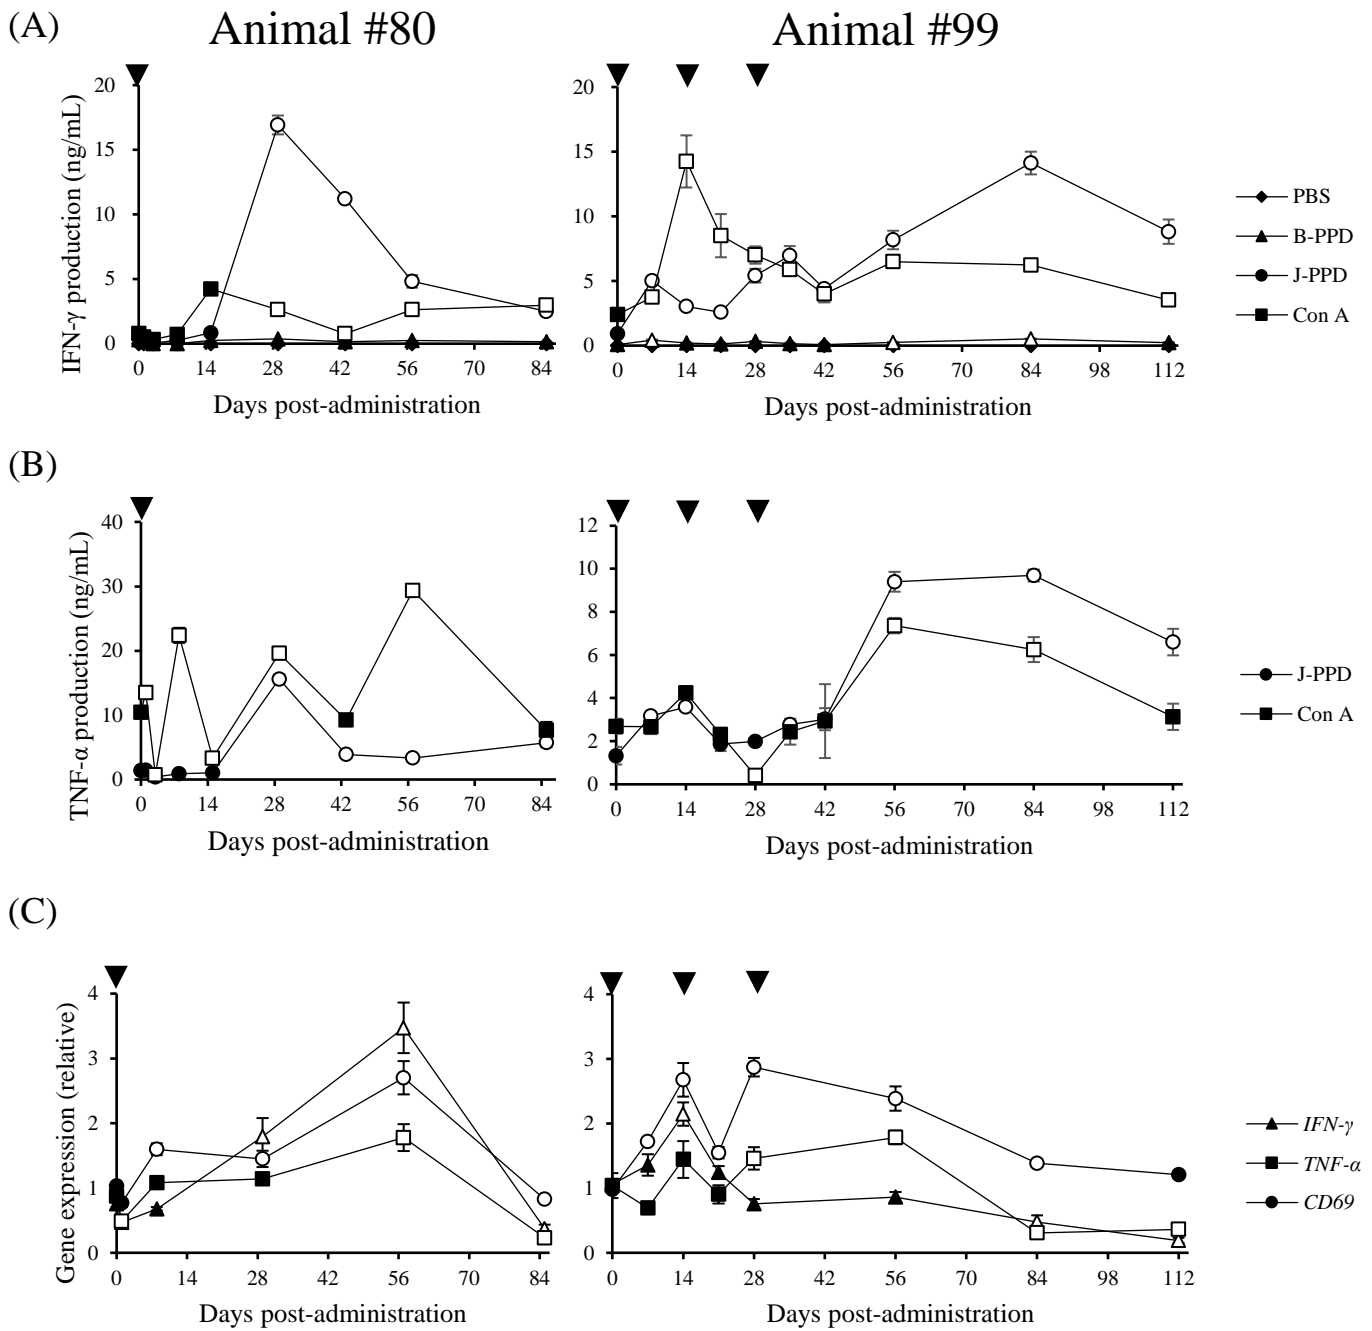 (A)
Animal #80
Animal #99
IFN-γ production (ng/mL)
20
15
10
5
0
0 14 28 42 56 70 84
Days post-administration
20
15
10
5
0
0 14 28 42 56 70 84 98 112
Days post-administration
PBS
B-PPD
J-PPD
Con A
(B)
TNF-α production (ng/mL)
40
30
20
10
0
0 14 28 42 56 70 84
Days post-administration
12
10
8
6
4
2
0
0 14 28 42 56 70 84 98 112
Days post-administration
J-PPD
Con A
(C)
Gene expression (relative)
4
3
2
1
0
0 14 28 42 56 70 84
Days post-administration
4
3
2
1
0
0 14 28 42 56 70 84 98 112
Days post-administration
IFN-γ
TNF-α
CD69